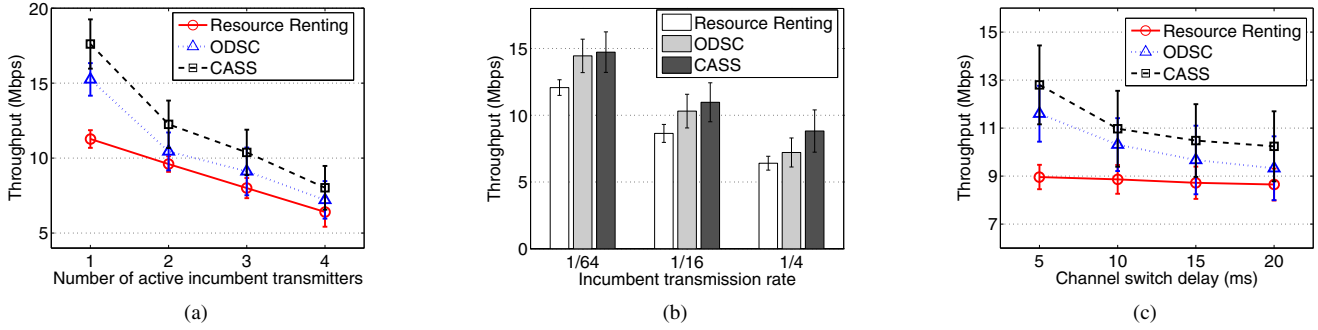 20
15
10
5
Throughput (Mbps)
Resource Renting
ODSC
CASS
1 2 3 4
Number of active incumbent transmitters
(a)
15
10
5
0
Throughput (Mbps)
Resource Renting
ODSC
CASS
1/64 1/16 1/4
Incumbent transmission rate
(b)
15
13
11
9
7
Throughput (Mbps)
Resource Renting
ODSC
CASS
5 10 15 20
Channel switch delay (ms)
(c)